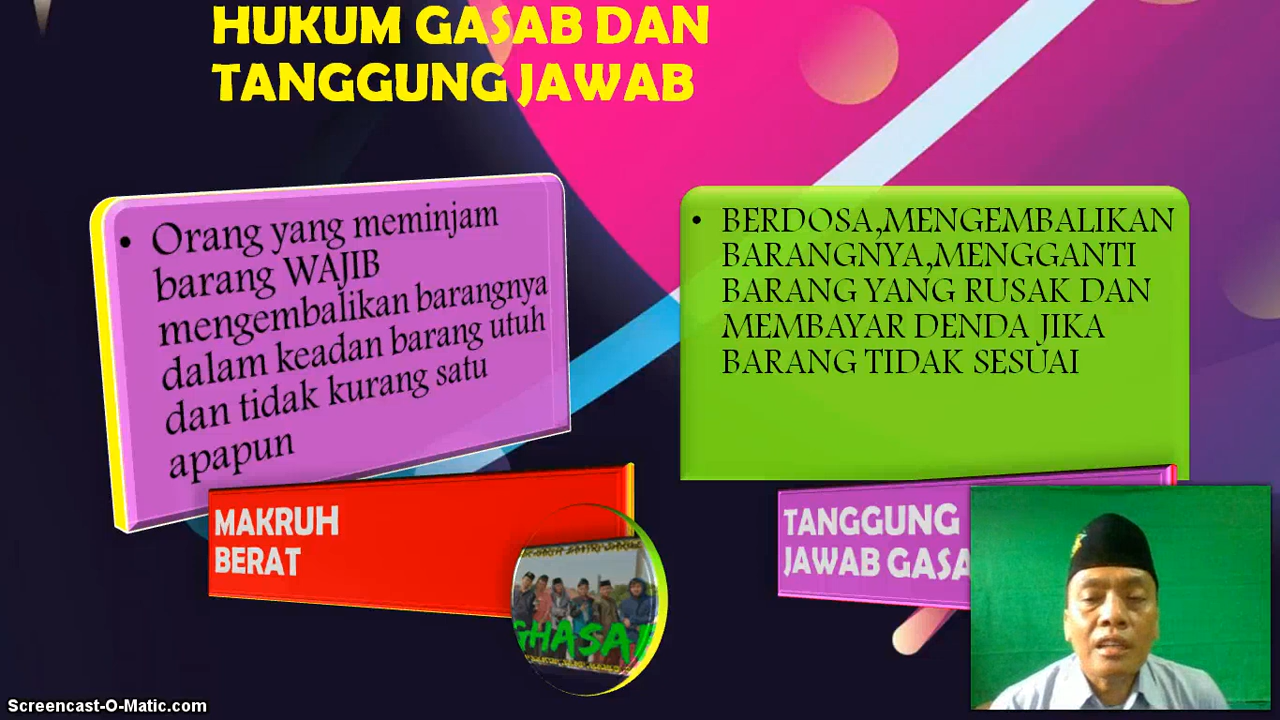 HUKUM GASAB DAN
TANGGUNG JAWAB
• Orang yang meminjam
barang WAJIB
mengembalikan barangnya
dalam keadan barang utuh
dan tidak kurang satu
apapun
MAKRUH
BERAT
• BERDOSA,MENGEMBALIKAN
BARANGNYA,MENGGANTI
BARANG YANG RUSAK DAN
MEMBAYAR DENDA JIKA
BARANG TIDAK SESUAI
TANGGUNG
JAWAB GASA
GHASA
Screencast-O-Matic.com